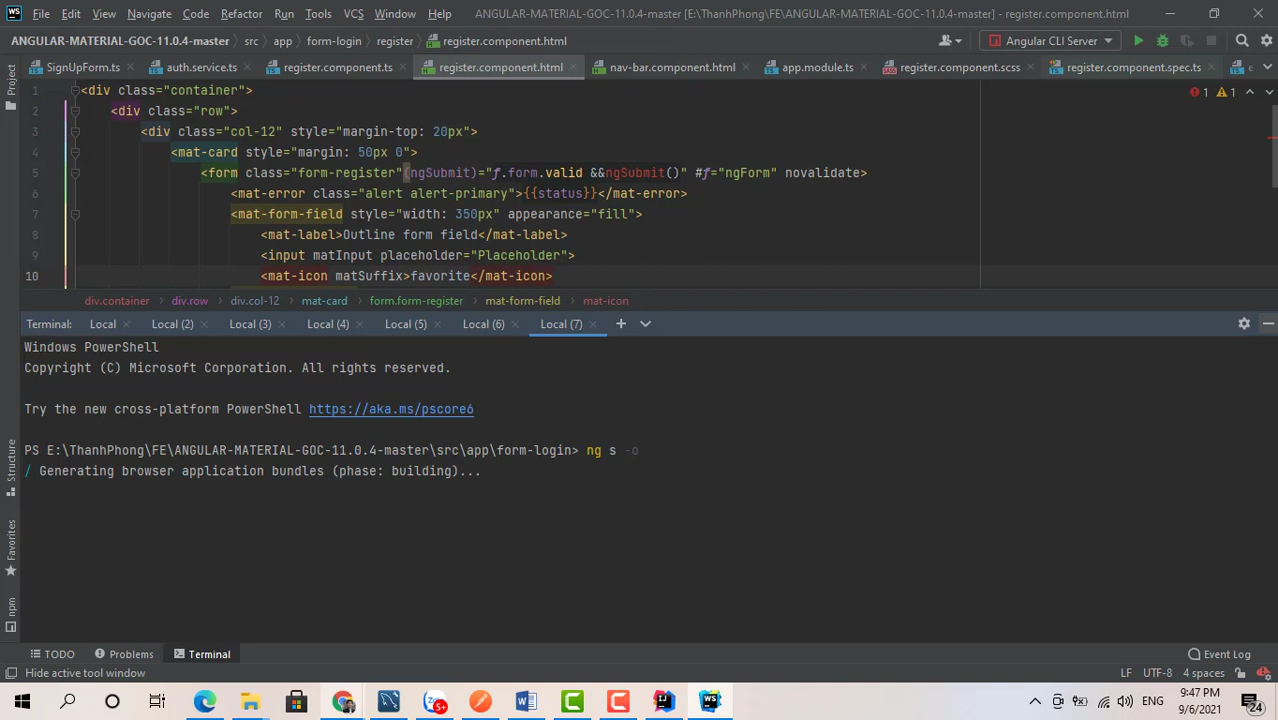 File Edit View Navigate Code Refactor Run Tools VCS Window Help ANGULAR-MATERIAL-GOC-11.0.4-master [E:\ThanhPhong\FE\ANGULAR-MATERIAL-GOC-11.0.4-master] - register.component.html
ANGULAR-MATERIAL-GOC-11.0.4-master src app form-login register register.component.html Angular CLI Server
SignUpForm.ts auth.service.ts register.component.ts register.component.html nav-bar.component.html app.module.ts register.component.scss register.component.spec.ts
1 <div class="container"> 1 1
2 <div class="row">
3 <div class="col-12" style="margin-top: 20px">
4 <mat-card style="margin: 50px 0">
5 <form class="form-register"(ngSubmit)="f.form.valid &&ngSubmit()" #f="ngForm" novalidate>
6 <mat-error class="alert alert-primary">{{status}}</mat-error>
7 <mat-form-field style="width: 350px" appearance="fill">
8 <mat-label>Outline form field</mat-label>
9 <input matInput placeholder="Placeholder">
10 <mat-icon matSuffix>favorite</mat-icon>
div.container div.row div.col-12 mat-card form.form-register mat-form-field mat-icon
Terminal: Local Local (2) Local (3) Local (4) Local (5) Local (6) Local (7)
Windows PowerShell
Copyright (C) Microsoft Corporation. All rights reserved.
Try the new cross-platform PowerShell https://aka.ms/pscore6
PS E:\ThanhPhong\FE\ANGULAR-MATERIAL-GOC-11.0.4-master\src\app\form-login> ng s -o
/ Generating browser application bundles (phase: building)...
Project
Structure
Favorites
npm
TODO Problems Terminal Event Log
Hide active tool window LF UTF-8 4 spaces
5+ ENG 9:47 PM
9/6/2021 24